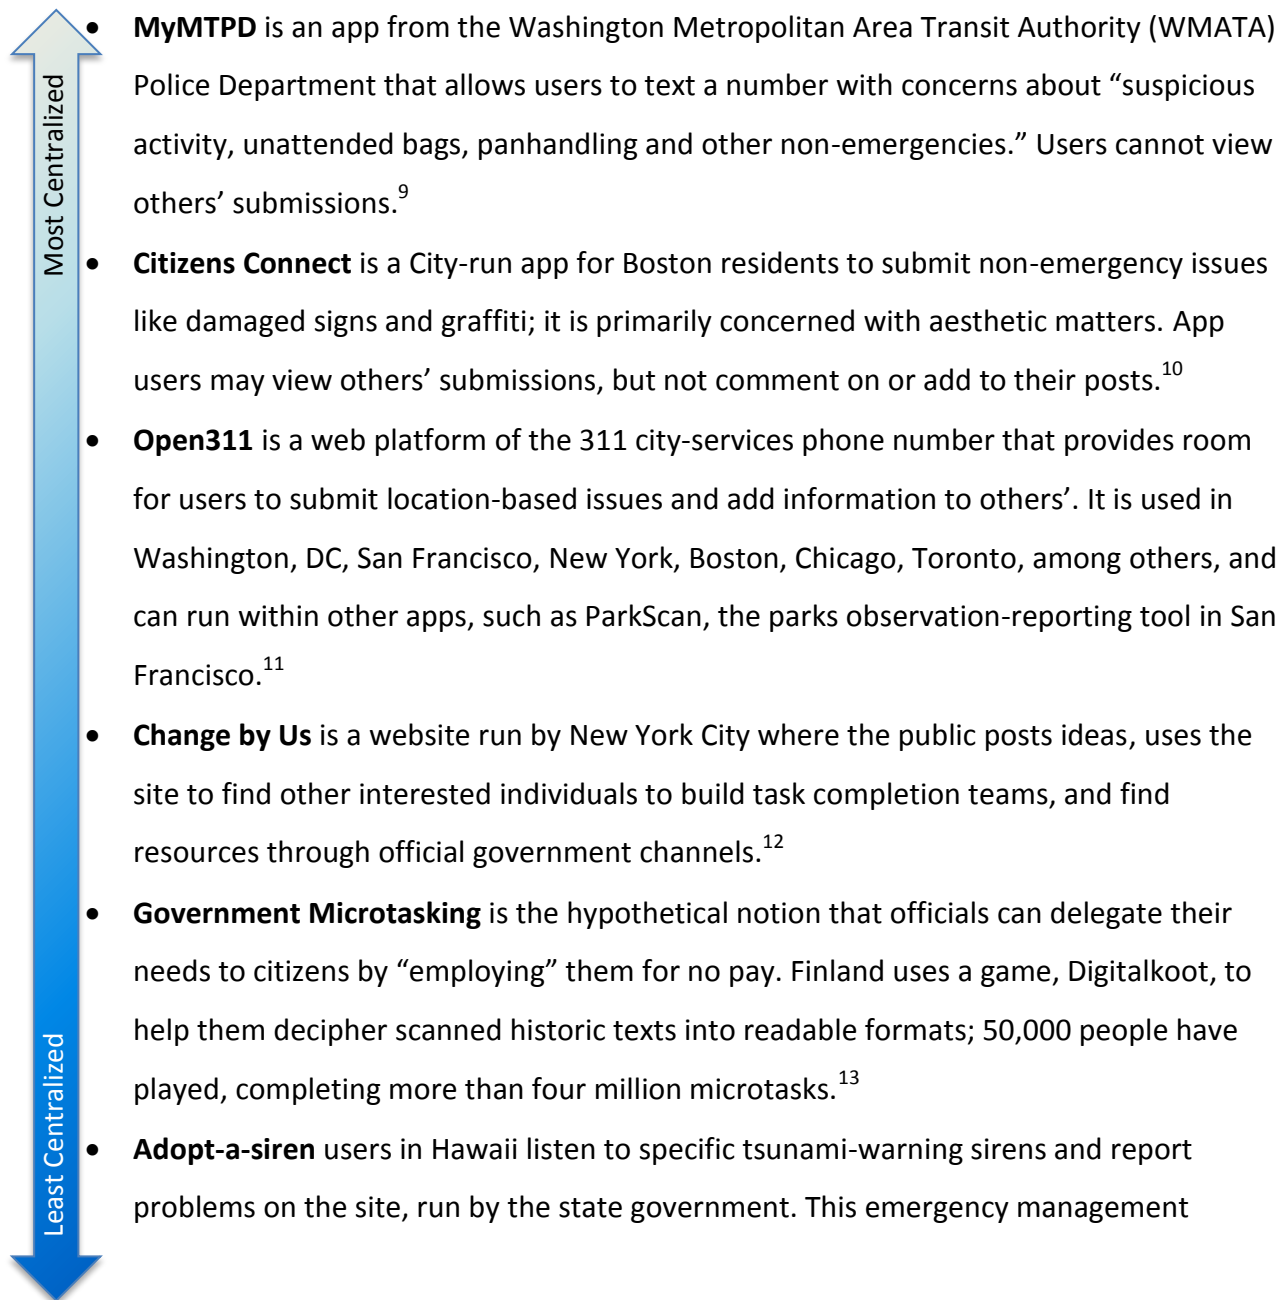 Most Centralized
Least Centralized
• MyMTPD is an app from the Washington Metropolitan Area Transit Authority (WMATA)
Police Department that allows users to text a number with concerns about “suspicious
activity, unattended bags, panhandling and other non-emergencies.” Users cannot view
others’ submissions.9
• Citizens Connect is a City-run app for Boston residents to submit non-emergency issues
like damaged signs and graffiti; it is primarily concerned with aesthetic matters. App
users may view others’ submissions, but not comment on or add to their posts.10
• Open311 is a web platform of the 311 city-services phone number that provides room
for users to submit location-based issues and add information to others’. It is used in
Washington, DC, San Francisco, New York, Boston, Chicago, Toronto, among others, and
can run within other apps, such as ParkScan, the parks observation-reporting tool in San
Francisco.11
• Change by Us is a website run by New York City where the public posts ideas, uses the
site to find other interested individuals to build task completion teams, and find
resources through official government channels.12
• Government Microtasking is the hypothetical notion that officials can delegate their
needs to citizens by “employing” them for no pay. Finland uses a game, Digitalkoot, to
help them decipher scanned historic texts into readable formats; 50,000 people have
played, completing more than four million microtasks.13
• Adopt-a-siren users in Hawaii listen to specific tsunami-warning sirens and report
problems on the site, run by the state government. This emergency management